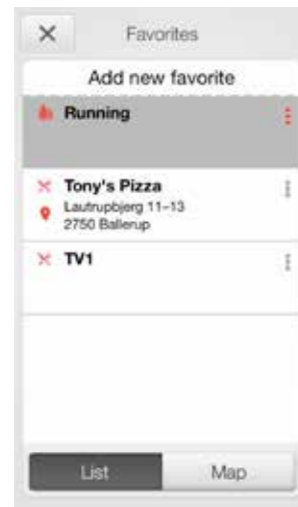 Favorites
Add new favorite
Running
Tony's Pizza
Lautrupbjerg 11–13
2750 Ballerup
TV1
List
Map